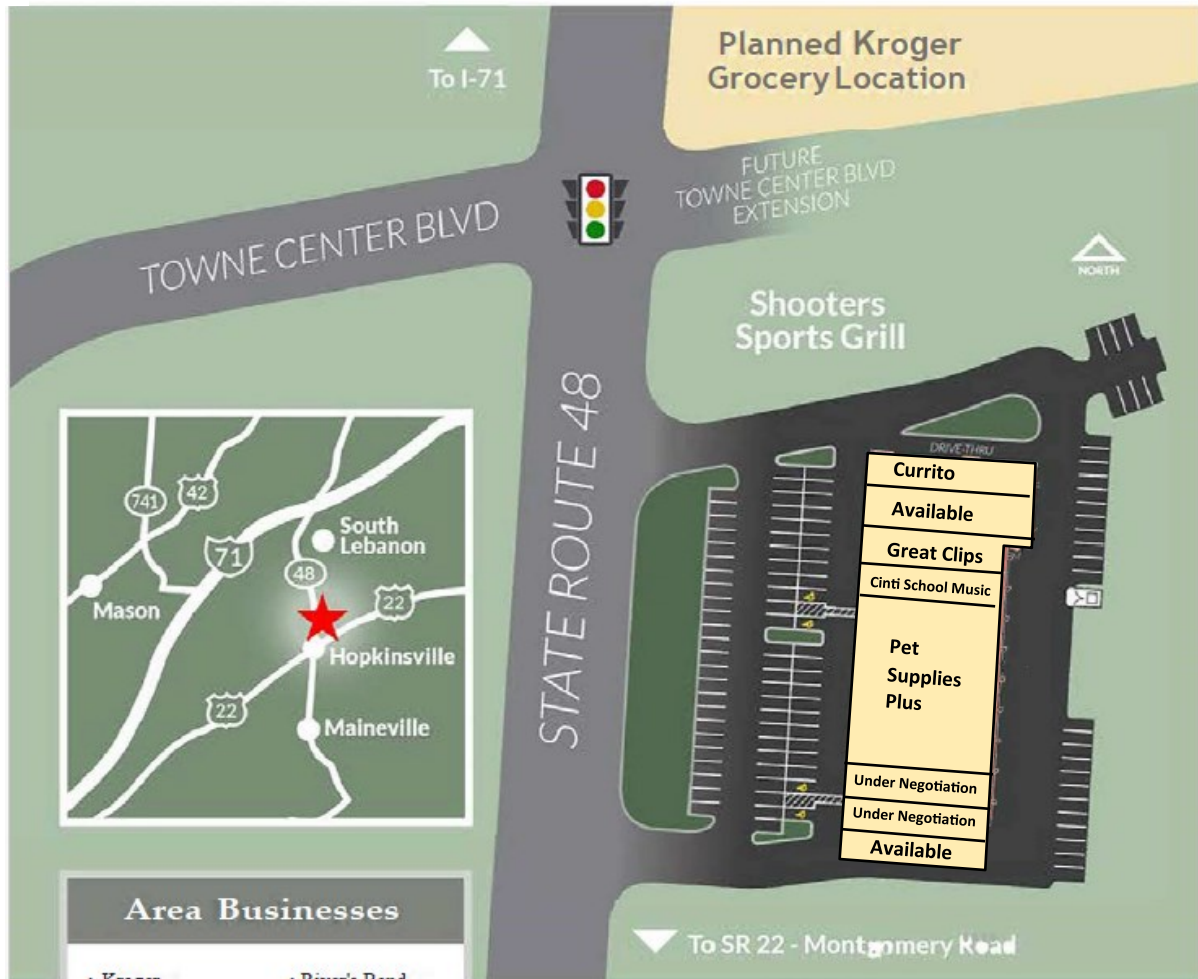 To I-71
Planned Kroger
Grocery Location
FUTURE
TOWNE CENTER BLVD
EXTENSION
TOWNE CENTER BLVD
NORTH
Shooters
Sports Grill
STATE ROUTE 48
DRIVE-THRU
Currito
Available
Great Clips
Cinti School Music
Pet
Supplies
Plus
Under Negotiation
Under Negotiation
Available
741
42
71
South
Lebanon
48
Mason
22
Hopkinsville
22
Maineville
Area Businesses
To SR 22 - Montgomery Road